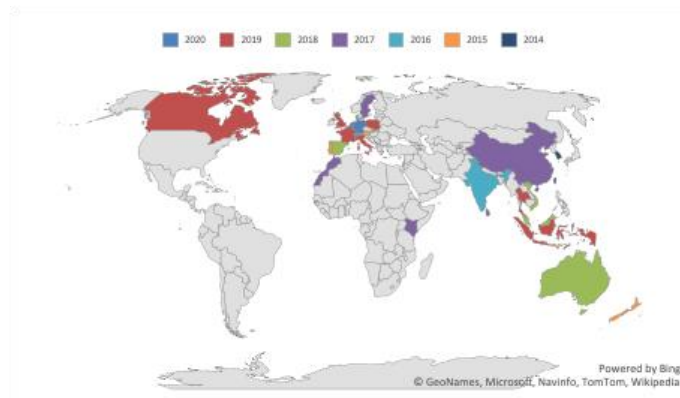 2020 2019 2018 2017 2016 2015 2014
Powered by Bing
© GeoNames, Microsoft, Navinfo, TomTom, Wikipedia